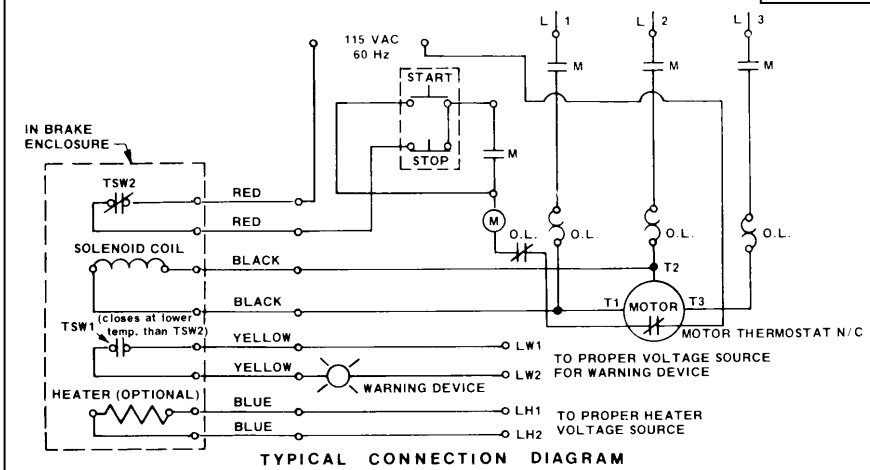 L 1
L 2
L 3
115 VAC
60 Hz
M
M
M
START
STOP
M
IN BRAKE
ENCLOSURE
TSW2
RED
RED
M
O.L.
O.L.
O.L.
O.L.
SOLENOID COIL
BLACK
T2
BLACK
T1
MOTOR
T3
(closes at lower
temp. than TSW2)
TSW1
YELLOW
LW1
MOTOR THERMOSTAT N/C
TO PROPER VOLTAGE SOURCE
FOR WARNING DEVICE
YELLOW
LW2
WARNING DEVICE
HEATER (OPTIONAL)
BLUE
LH1
TO PROPER HEATER
VOLTAGE SOURCE
BLUE
LH2
TYPICAL CONNECTION DIAGRAM